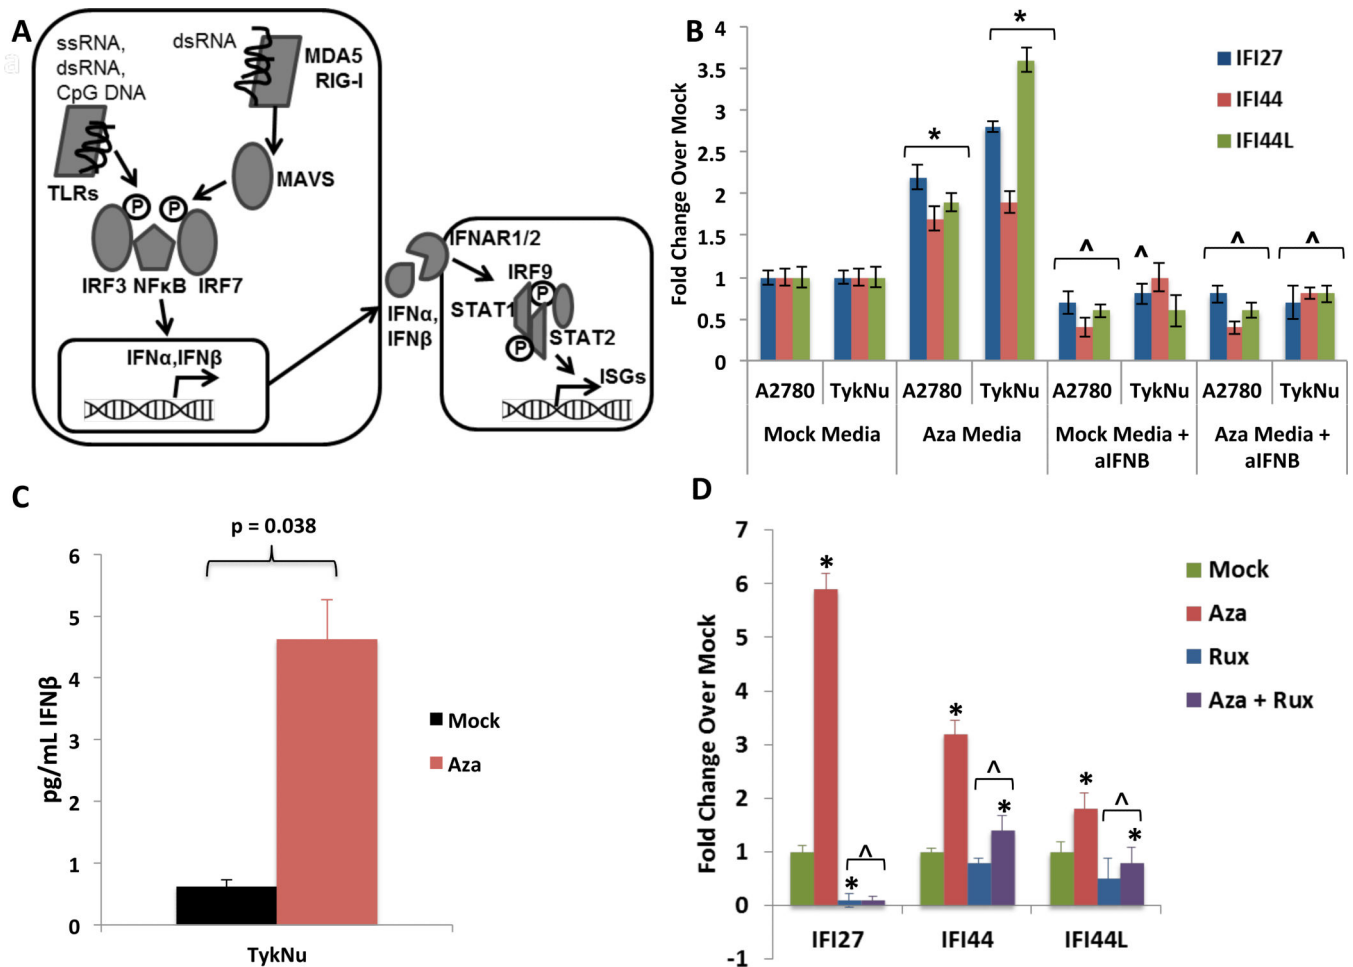 A
a
ssRNA,
dsRNA,
CpG DNA
dsRNA
MDA5
RIG-I
TLRs
MAVS
P
P
IRF3 NFκB IRF7
IFNα,IFNβ
IFNAR1/2
IFNα,
IFNβ
IRF9
STAT1
P
P
STAT2
ISGs
B
Fold Change Over Mock
4
3.5
3
2.5
2
1.5
1
0.5
0
*
*
^
^
^
^
IFI27
IFI44
IFI44L
A2780 TykNu A2780 TykNu A2780 TykNu A2780 TykNu
Mock Media Aza Media Mock Media + Aza Media +
aIFNB aIFNB
C
p = 0.038
pg/mL IFNβ
6
5
4
3
2
1
0
Mock
Aza
TykNu
D
Fold Change Over Mock
7
6
5
4
3
2
1
0
-1
*
*
^
*
^
*
*
^
*
Mock
Aza
Rux
Aza + Rux
IFI27 IFI44 IFI44L